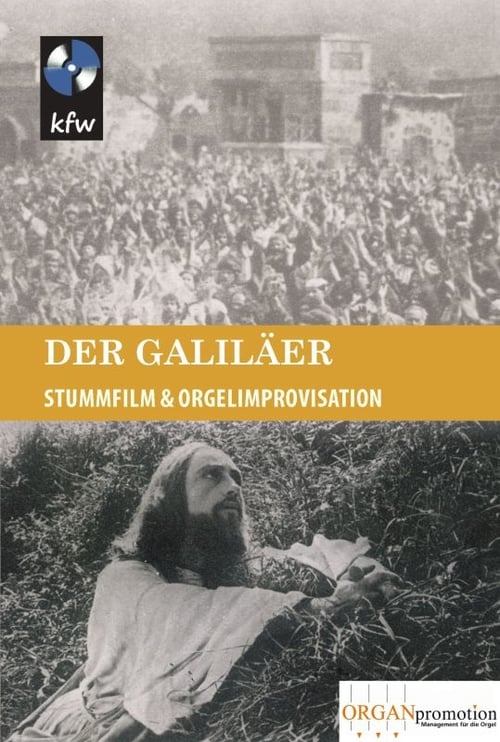 kfw
DER GALILÄER
STUMMFILM & ORGELIMPROVISATION
ORGANpromotion
Management für die Orgel